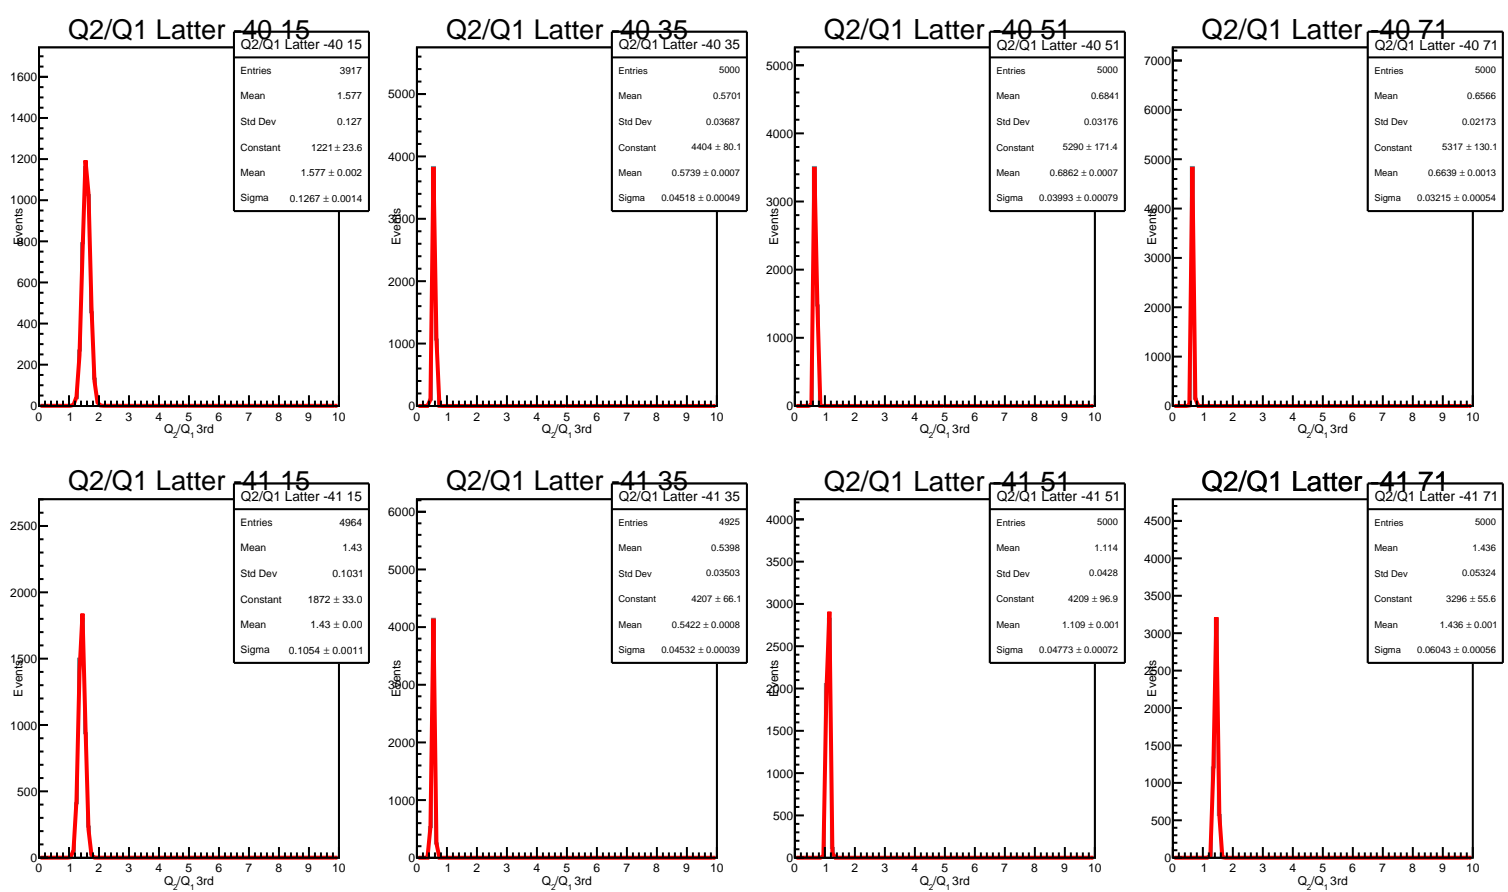 Q2/Q1 Latter -40 15
Q2/Q1 Latter -40 15
Entries 3917
Mean 1.577
Std Dev 0.127
Constant 1221 ± 23.6
Mean 1.577 ± 0.002
Sigma 0.1267 ± 0.0014
Events
1600
1400
1200
1000
800
600
400
200
0
0 1 2 3 4 5 6 7 8 9 10
Q2/Q1 3rd
Q2/Q1 Latter -40 35
Q2/Q1 Latter -40 35
Entries 5000
Mean 0.5701
Std Dev 0.03687
Constant 4404 ± 80.1
Mean 0.5739 ± 0.0007
Sigma 0.04518 ± 0.00049
Events
5000
4000
3000
2000
1000
0
0 1 2 3 4 5 6 7 8 9 10
Q2/Q1 3rd
Q2/Q1 Latter -40 51
Q2/Q1 Latter -40 51
Entries 5000
Mean 0.6841
Std Dev 0.03176
Constant 5290 ± 171.4
Mean 0.6862 ± 0.0007
Sigma 0.03993 ± 0.00079
Events
5000
4000
3000
2000
1000
0
0 1 2 3 4 5 6 7 8 9 10
Q2/Q1 3rd
Q2/Q1 Latter -40 71
Q2/Q1 Latter -40 71
Entries 5000
Mean 0.6566
Std Dev 0.02173
Constant 5317 ± 130.1
Mean 0.6639 ± 0.0013
Sigma 0.03215 ± 0.00054
Events
7000
6000
5000
4000
3000
2000
1000
0
0 1 2 3 4 5 6 7 8 9 10
Q2/Q1 3rd
Q2/Q1 Latter -41 15
Q2/Q1 Latter -41 15
Entries 4964
Mean 1.43
Std Dev 0.1031
Constant 1872 ± 33.0
Mean 1.43 ± 0.00
Sigma 0.1054 ± 0.0011
Events
2500
2000
1500
1000
500
0
0 1 2 3 4 5 6 7 8 9 10
Q2/Q1 3rd
Q2/Q1 Latter -41 35
Q2/Q1 Latter -41 35
Entries 4925
Mean 0.5398
Std Dev 0.03503
Constant 4207 ± 66.1
Mean 0.5422 ± 0.0008
Sigma 0.04532 ± 0.00039
Events
6000
5000
4000
3000
2000
1000
0
0 1 2 3 4 5 6 7 8 9 10
Q2/Q1 3rd
Q2/Q1 Latter -41 51
Q2/Q1 Latter -41 51
Entries 5000
Mean 1.114
Std Dev 0.0428
Constant 4209 ± 96.9
Mean 1.109 ± 0.001
Sigma 0.04773 ± 0.00072
Events
4000
3500
3000
2500
2000
1500
1000
500
0
0 1 2 3 4 5 6 7 8 9 10
Q2/Q1 3rd
Q2/Q1 Latter -41 71
Q2/Q1 Latter -41 71
Entries 5000
Mean 1.436
Std Dev 0.05324
Constant 3296 ± 55.6
Mean 1.436 ± 0.001
Sigma 0.06043 ± 0.00056
Events
4500
4000
3500
3000
2500
2000
1500
1000
500
0
0 1 2 3 4 5 6 7 8 9 10
Q2/Q1 3rd